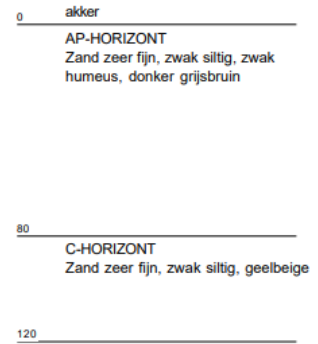 0 akker
AP-HORIZONT
Zand zeer fijn, zwak siltig, zwak
humeus, donker grijsbruin
80
C-HORIZONT
Zand zeer fijn, zwak siltig, geelbeige
120